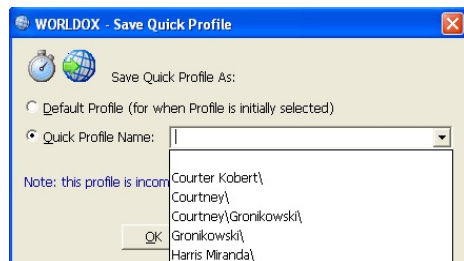 WORLDOX - Save Quick Profile
Save Quick Profile As:
Default Profile (for when Profile is initially selected)
Quick Profile Name:
Note: this profile is incom
Courter Kobert\
Courtney\
Courtney\Gronikowski\
Gronikowski\
Harris Miranda\
OK